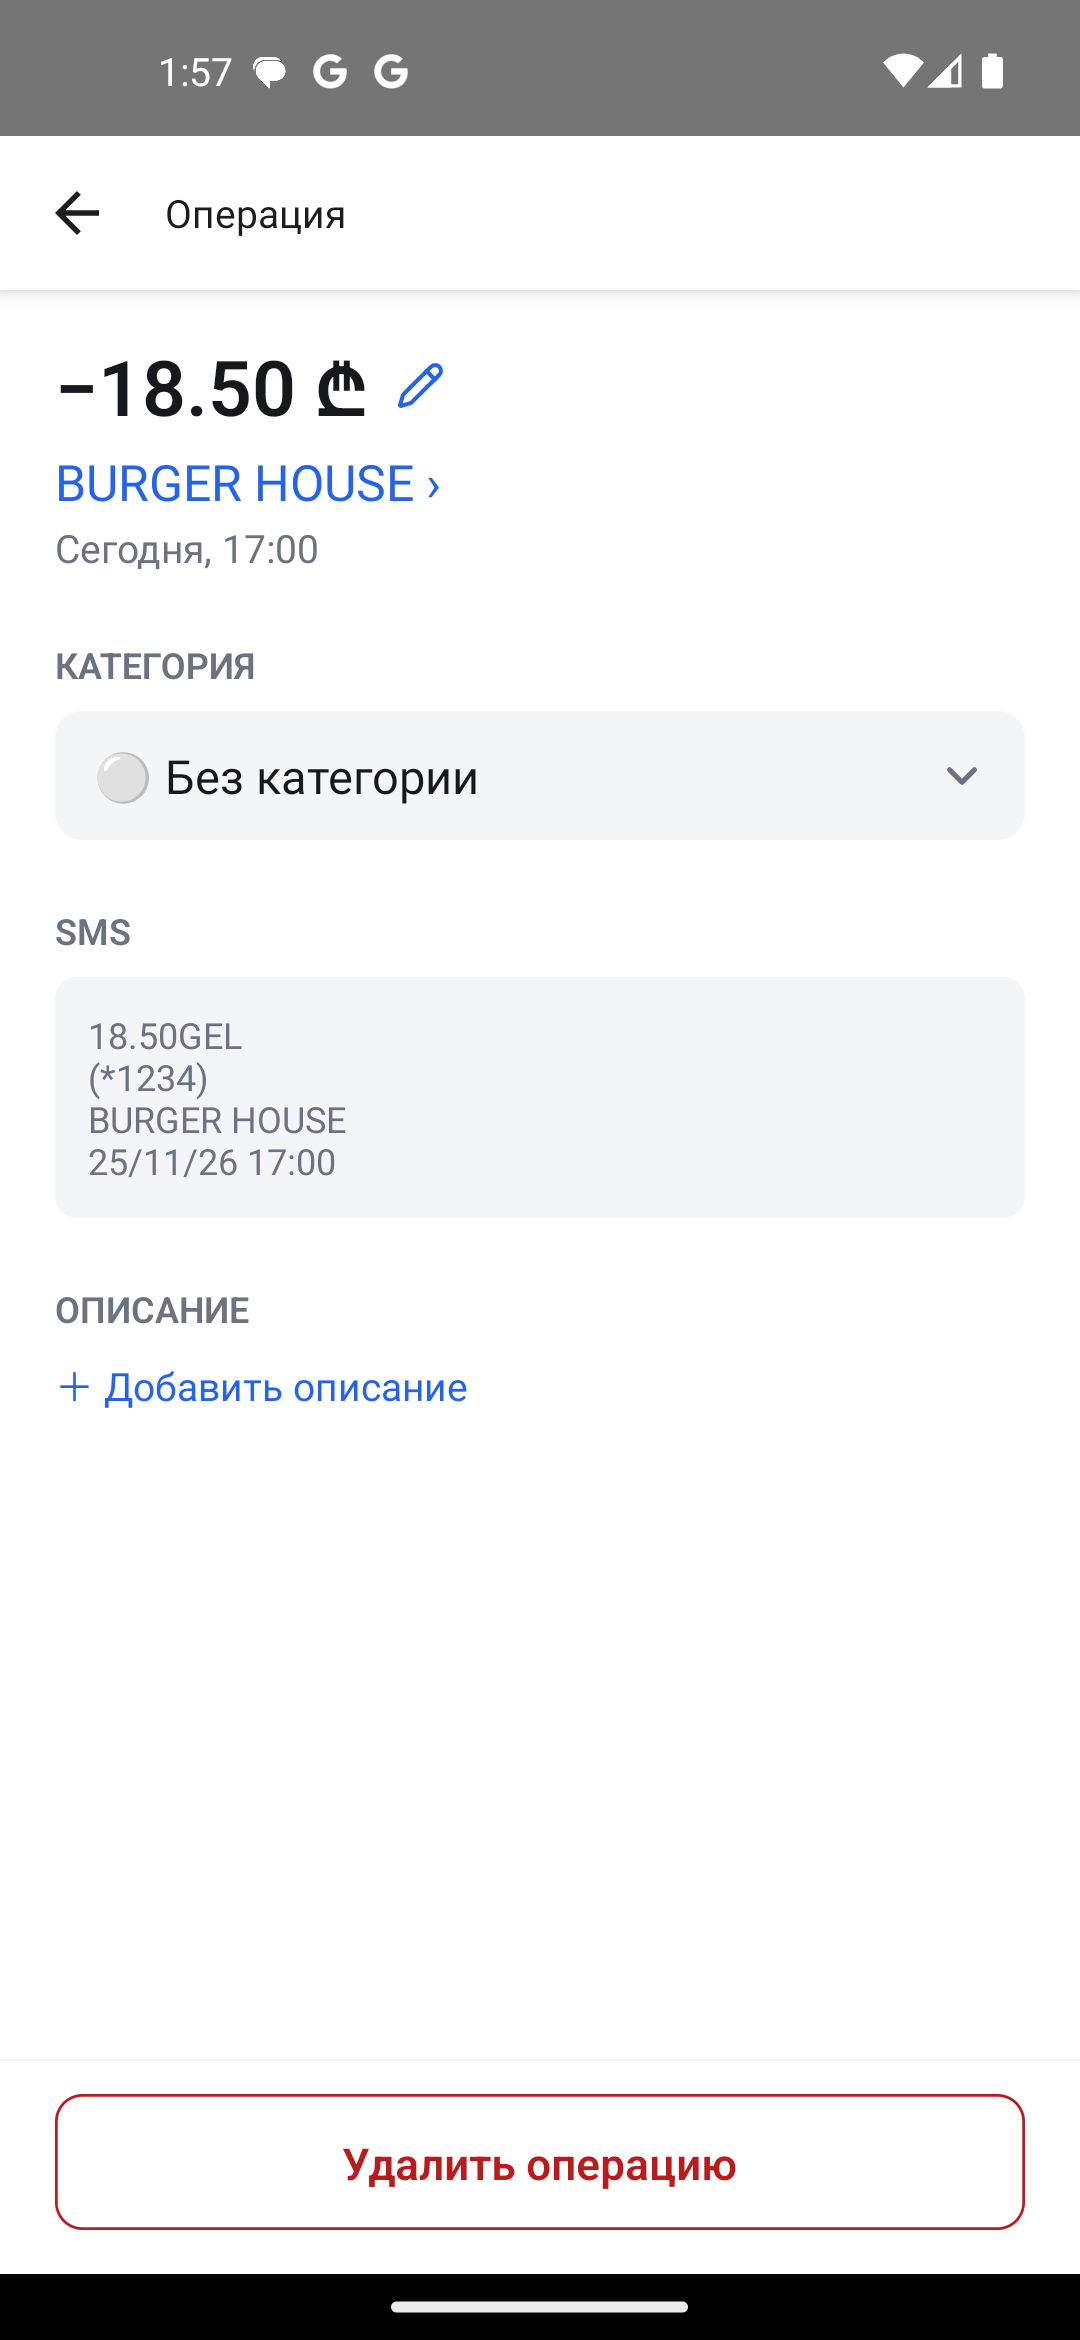 1:57
Операция
−18.50 ₾
BURGER HOUSE ›
Сегодня, 17:00
КАТЕГОРИЯ
Без категории
SMS
18.50GEL
(*1234)
BURGER HOUSE
25/11/26 17:00
ОПИСАНИЕ
+ Добавить описание
Удалить операцию